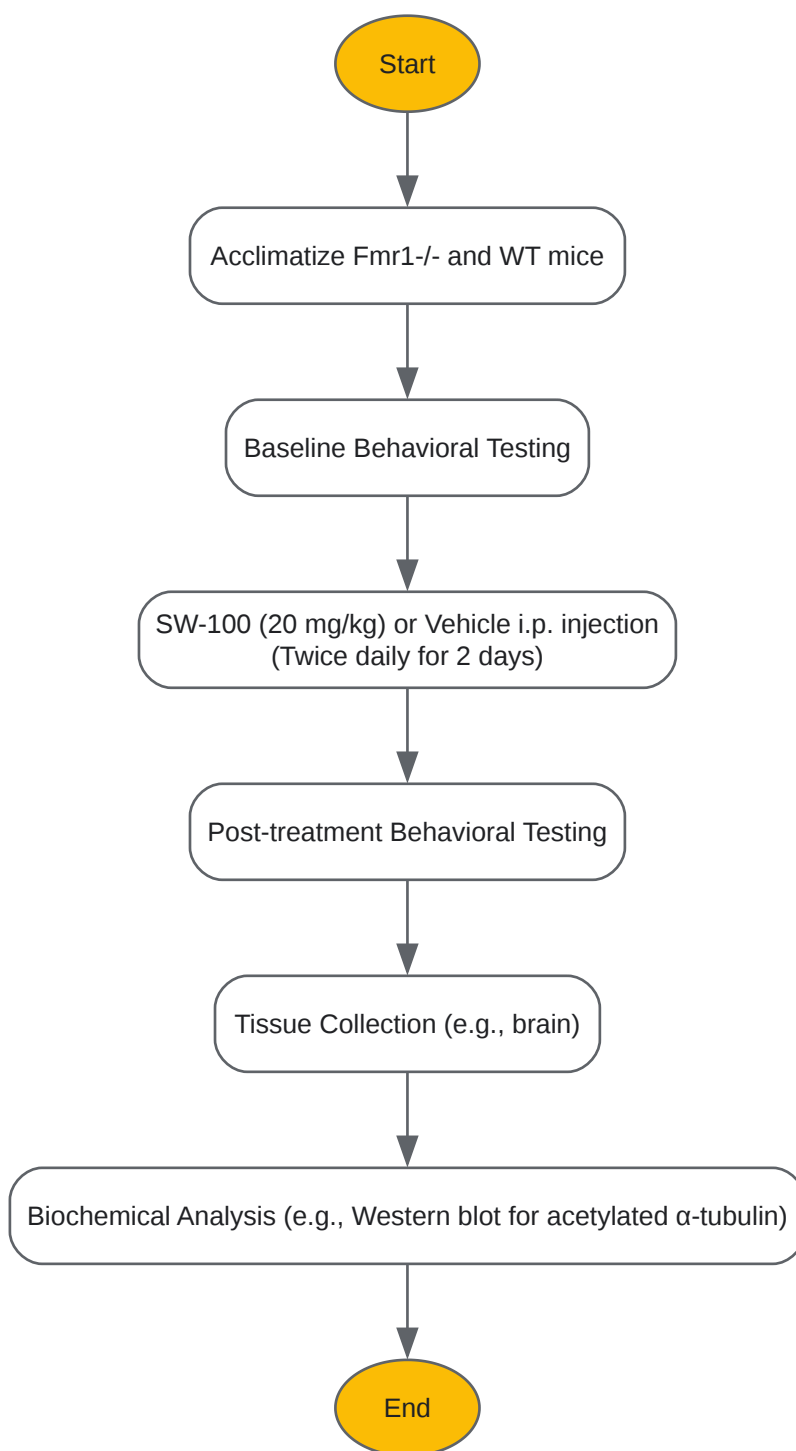 Start
Acclimatize Fmr1-/- and WT mice
Baseline Behavioral Testing
SW-100 (20 mg/kg) or Vehicle i.p. injection
(Twice daily for 2 days)
Post-treatment Behavioral Testing
Tissue Collection (e.g., brain)
Biochemical Analysis (e.g., Western blot for acetylated α-tubulin)
End